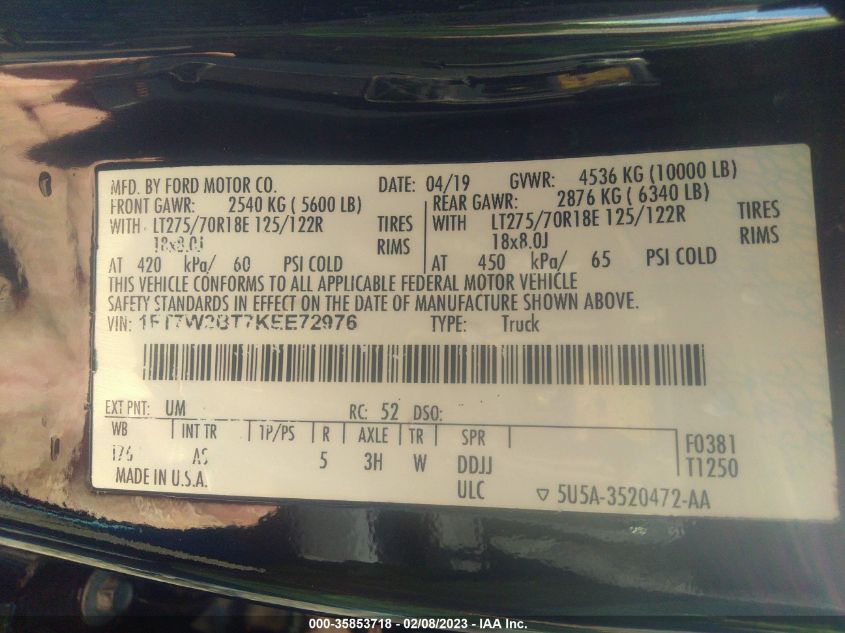 MFD. BY FORD MOTOR CO. DATE: 04/19 GVWR: 4536 KG (10000 LB)
FRONT GAWR: 2540 KG ( 5600 LB) REAR GAWR: 2876 KG ( 6340 LB)
WITH LT275/70R18E 125/122R TIRES WITH LT275/70R18E 125/122R TIRES
18x8.0J RIMS 18x8.0J RIMS
AT 420 kPa/ 60 PSI COLD AT 450 kPa/ 65 PSI COLD
THIS VEHICLE CONFORMS TO ALL APPLICABLE FEDERAL MOTOR VEHICLE
SAFETY STANDARDS IN EFFECT ON THE DATE OF MANUFACTURE SHOWN ABOVE.
VIN: 1FT7W2BT7KEE72976 TYPE: Truck
EXT PNT: UM RC: 52 DSO:
WB INT TR TP/PS R AXLE TR SPR F0381
176 AS 5 3H W DDJJ T1250
MADE IN U.S.A. ULC ▽ 5U5A-3520472-AA
000-35853718 - 02/08/2023 - IAA Inc.